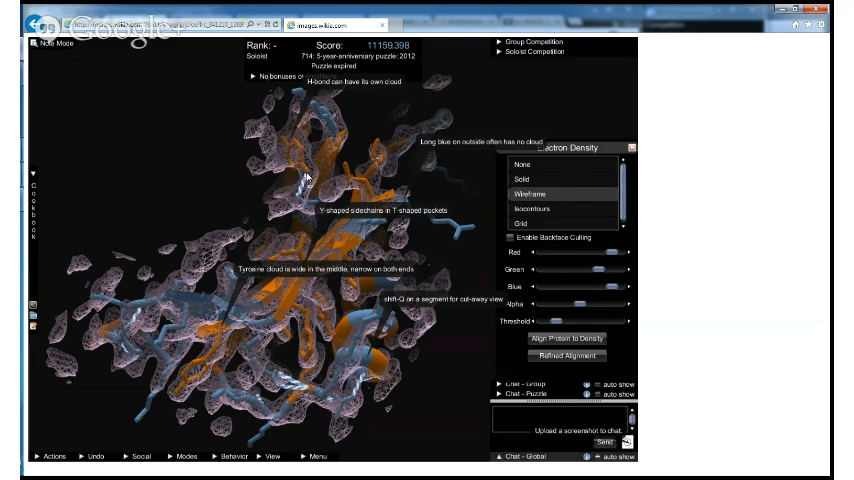 Google+
images.wikia.com
Note Mode
Rank: -
Score:
11159.398
Soloist
714: 5-year-anniversary puzzle: 2012
Puzzle expired
No bonuses or
H-bond can have its own cloud
Group Competition
Soloist Competition
Long blue on outside often has no cloud
Electron Density
None
Solid
Wireframe
Isocontours
Grid
Enable Backface Culling
Red
Green
Blue
Alpha
Threshold
Align Protein to Density
Refined Alignment
Cookbook
Y-shaped sidechains in T-shaped pockets
Tyrosine cloud is wide in the middle, narrow on both ends
shift-Q on a segment for cut-away view
Chat - Group
auto show
Chat - Puzzle
auto show
Upload a screenshot to chat.
Send
Chat - Global
auto show
Actions
Undo
Social
Modes
Behavior
View
Menu